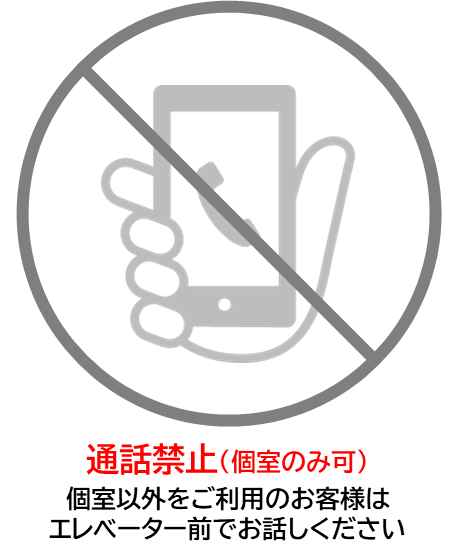 通話禁止（個室のみ可）
個室以外をご利用のお客様は
エレベーター前でお話しください